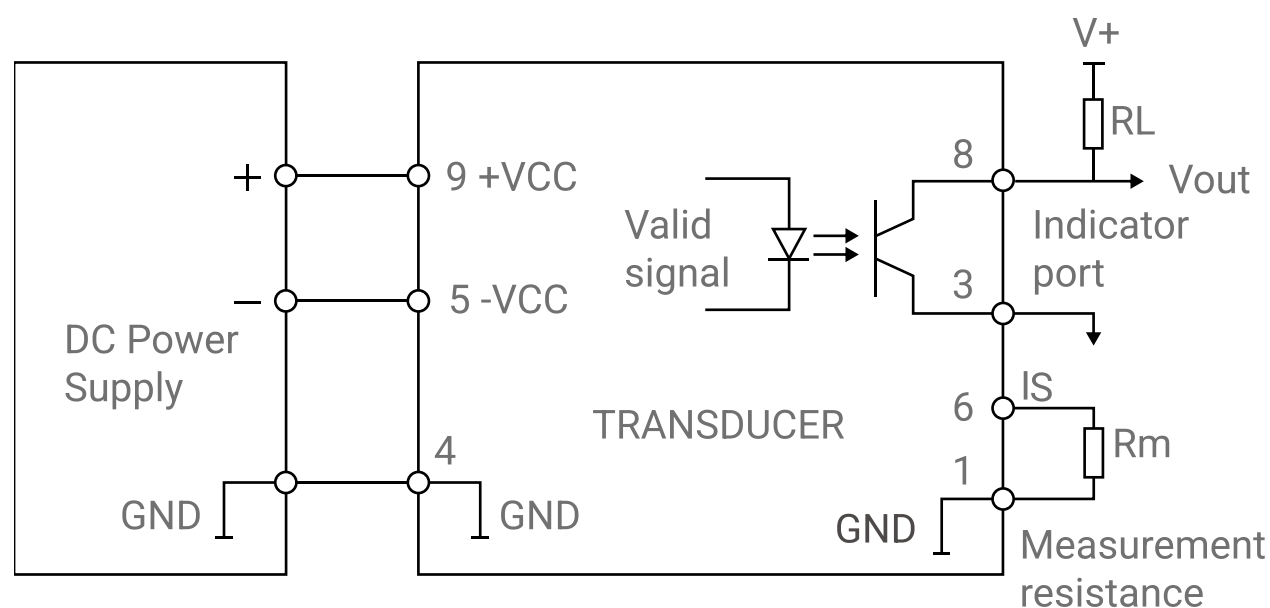 V+
RL
8
9 +VCC
Vout
Valid
signal
Indicator
port
3
5 -VCC
DC Power
Supply
IS
6
TRANSDUCER
Rm
4
1
GND
GND
GND
Measurement
resistance